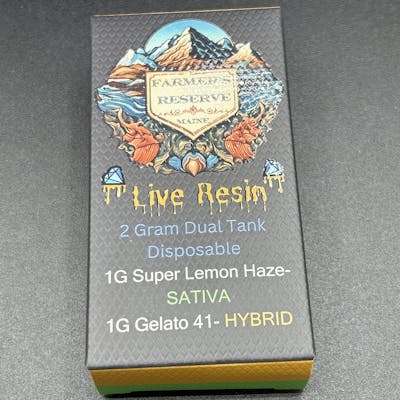 FARMER'S
RESERVE
MAINE
Live Resin
2 Gram Dual Tank
Disposable
1G Super Lemon Haze-
SATIVA
1G Gelato 41- HYBRID